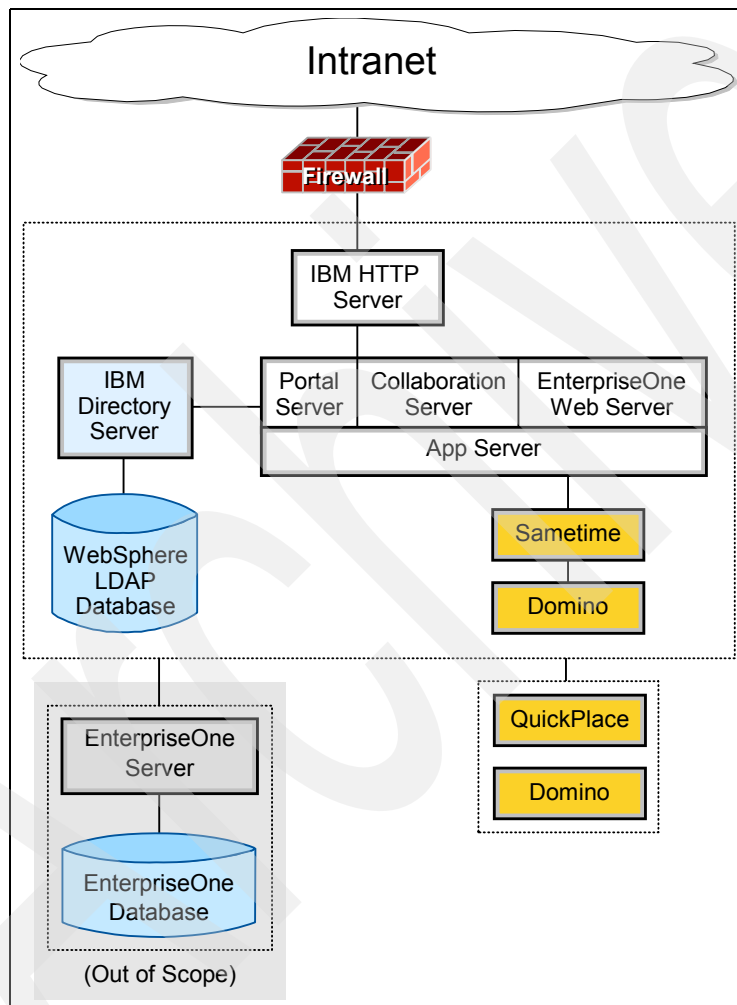 Intranet
Firewall
IBM HTTP
Server
IBM
Directory
Server
Portal
Server
Collaboration
Server
EnterpriseOne
Web Server
App Server
WebSphere
LDAP
Database
Sametime
Domino
EnterpriseOne
Server
QuickPlace
Domino
EnterpriseOne
Database
(Out of Scope)
Archive